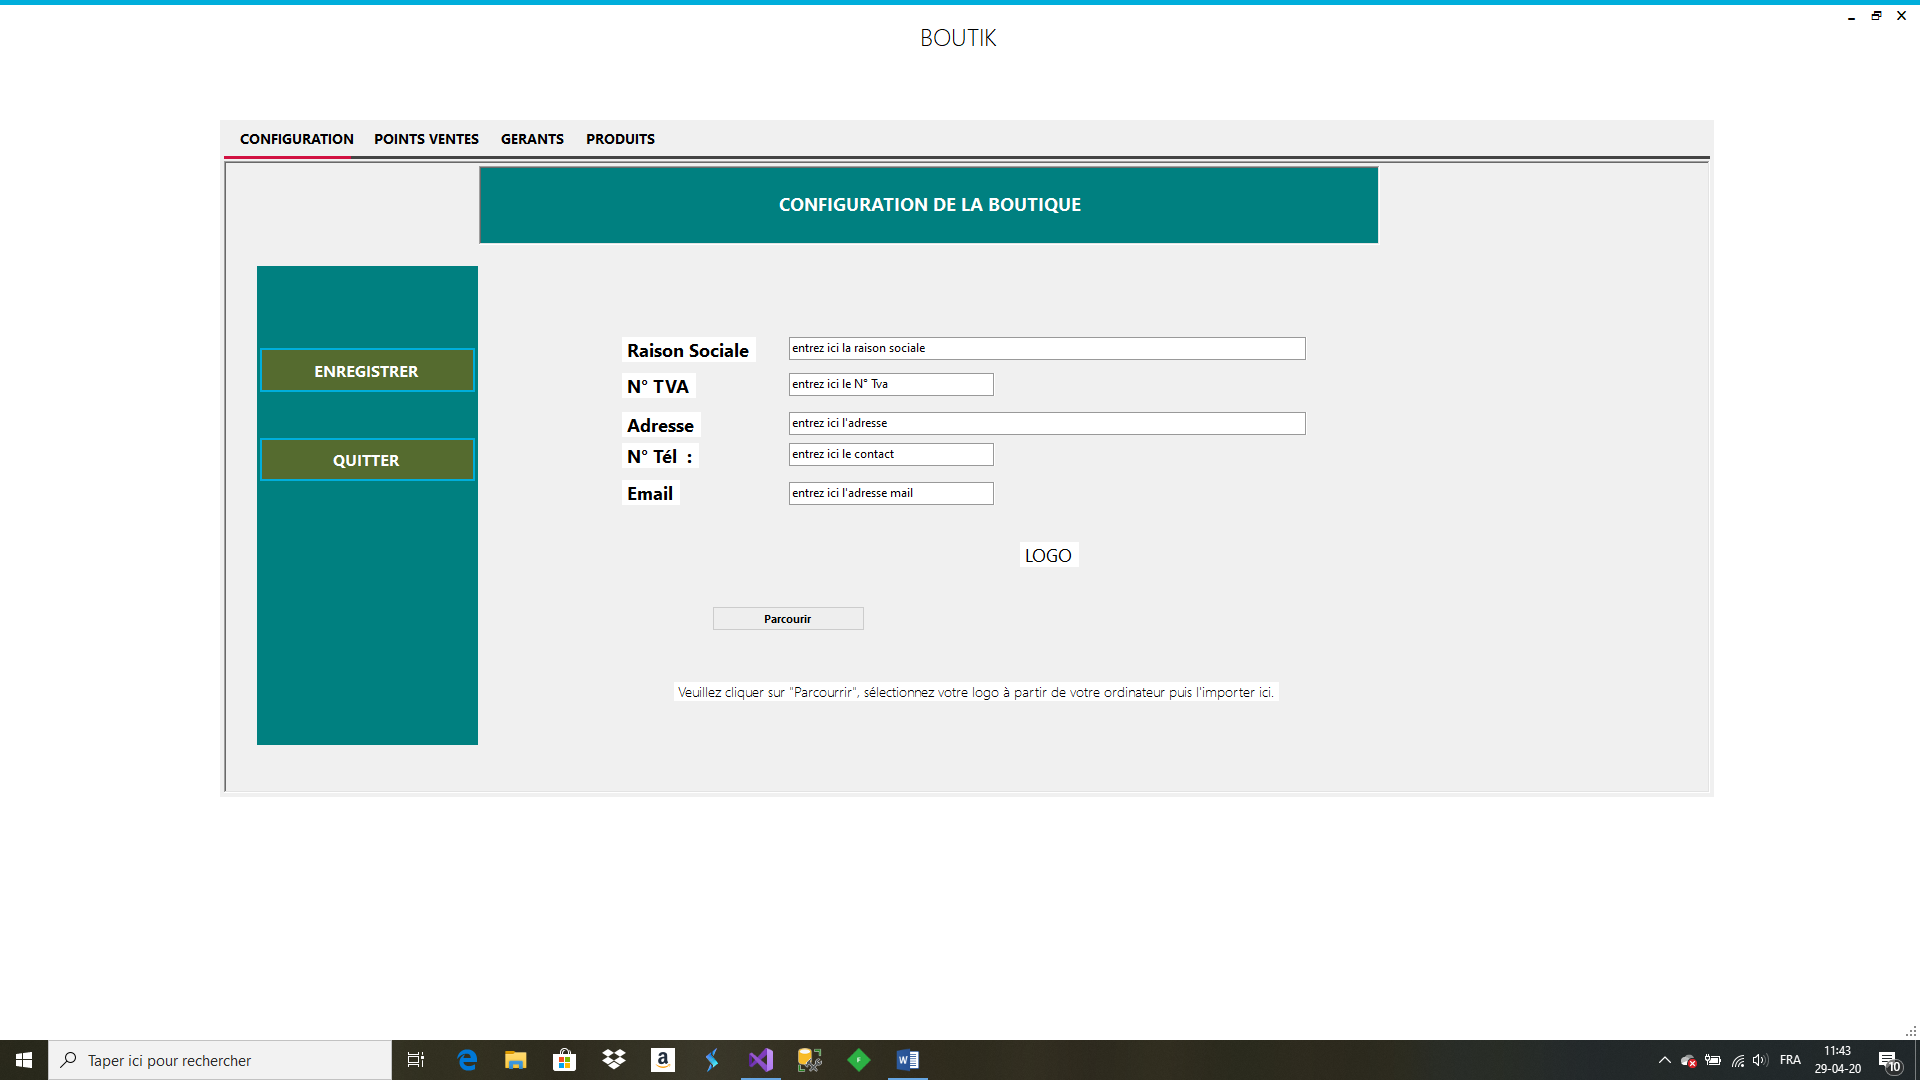 BOUTIK
CONFIGURATION POINTS VENTES GERANTS PRODUITS
CONFIGURATION DE LA BOUTIQUE
ENREGISTRER
QUITTER
Raison Sociale entrez ici la raison sociale
N° TVA entrez ici le N° Tva
Adresse entrez ici l'adresse
N° Tél : entrez ici le contact
Email entrez ici l'adresse mail
LOGO
Parcourir
Veuillez cliquer sur "Parcourrir", sélectionnez votre logo à partir de votre ordinateur puis l'importer ici.
Taper ici pour rechercher
FRA
11:43
29-04-20
10